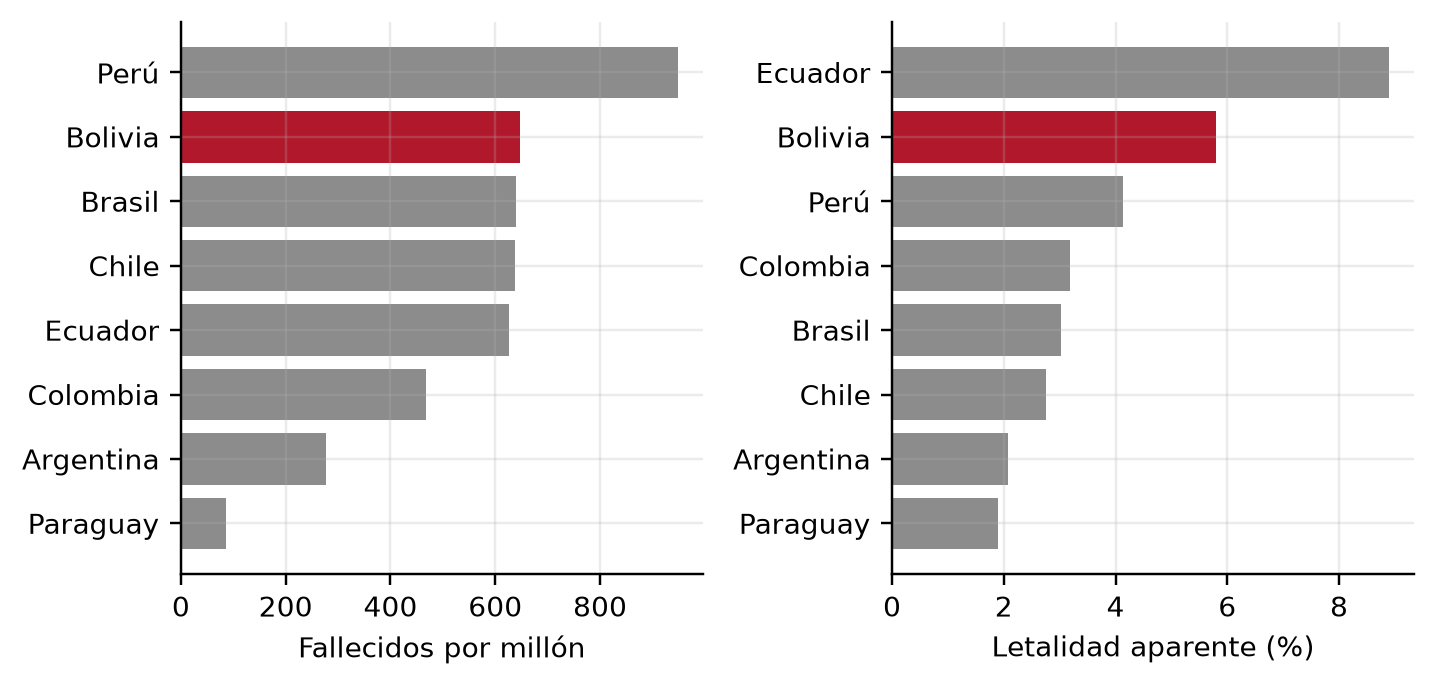 Perú
Bolivia
Brasil
Chile
Ecuador
Colombia
Argentina
Paraguay
0 200 400 600 800
Fallecidos por millón
Ecuador
Bolivia
Perú
Colombia
Brasil
Chile
Argentina
Paraguay
0 2 4 6 8
Letalidad aparente (%)